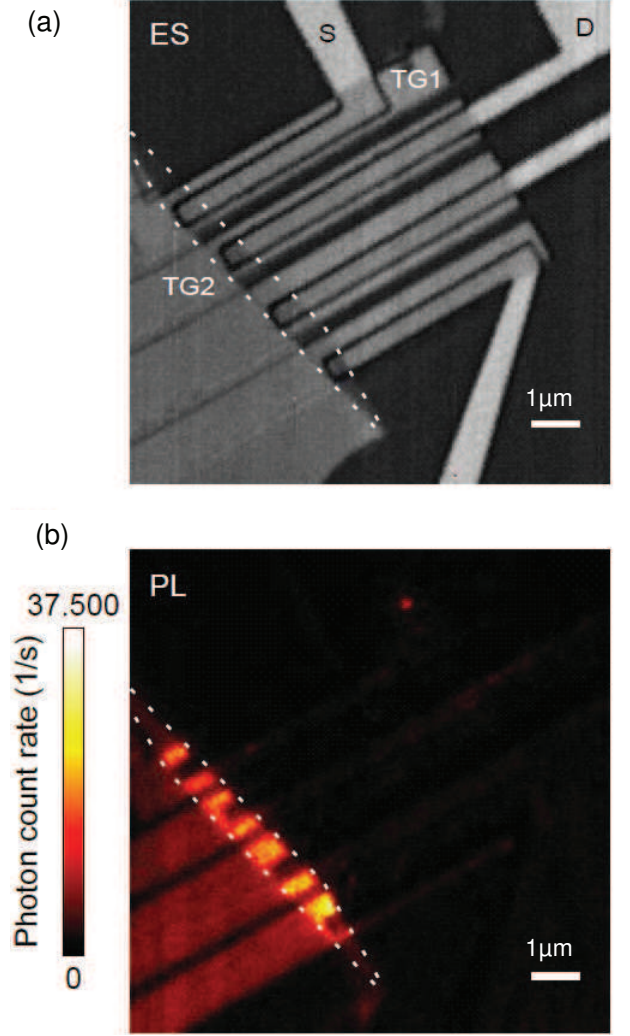 (a)
ES
S
D
TG1
TG2
1μm
(b)
PL
37.500
Photon count rate (1/s)
0
1μm